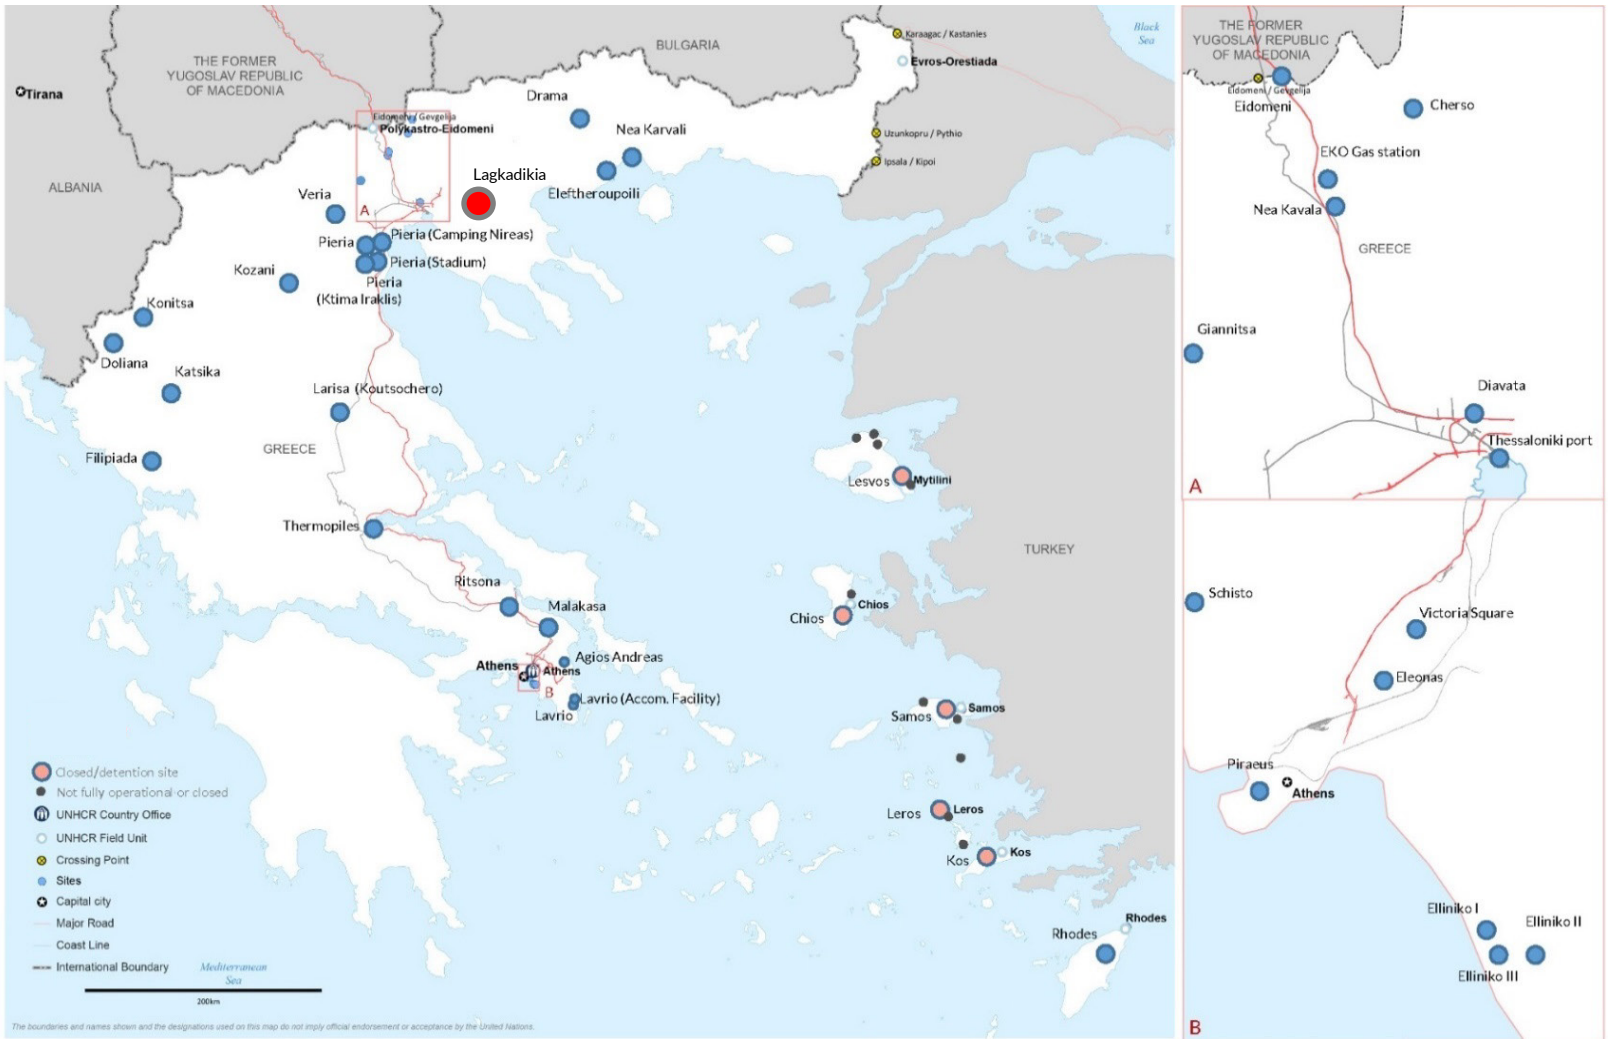 Black
Sea
BULGARIA
Karaagac / Kastanies
Evros-Orestiada
THE FORMER
YUGOSLAV REPUBLIC
OF MACEDONIA
Tirana
Drama
Nea Karvali
Eidomeni / Gevgelija
Polykastro-Eidomeni
Uzunkopru / Pythio
Ipsala / Kipoi
Lagkadikia
ALBANIA
Veria
A
Eleftheroupoili
Pieria
Pieria (Camping Nireas)
Pieria (Stadium)
Kozani
Pieria
(Ktima Iraklis)
Konitsa
Doliana
Katsika
Larisa (Koutsochero)
GREECE
Filipiada
Lesvos
Mytilini
Thermopiles
TURKEY
Ritsona
Malakasa
Chios
Chios
Athens
Athens
Agios Andreas
B
Lavrio (Accom. Facility)
Lavrio
Samos
Samos
Leros
Leros
Kos
Kos
Rhodes
Rhodes
Closed/detention site
Not fully operational or closed
UNHCR Country Office
UNHCR Field Unit
Crossing Point
Sites
Capital city
Major Road
Coast Line
International Boundary
Mediterranean
Sea
200km
The boundaries and names shown and the designations used on this map do not imply official endorsement or acceptance by the United Nations.
THE FORMER
YUGOSLAV REPUBLIC
OF MACEDONIA
Eidomeni / Gevgelija
Eidomeni
Cherso
EKO Gas station
Nea Kavala
GREECE
Giannitsa
Diavata
Thessaloniki port
A
Schisto
Victoria Square
Eleonas
Piraeus
Athens
Elliniko I
Elliniko II
Elliniko III
B